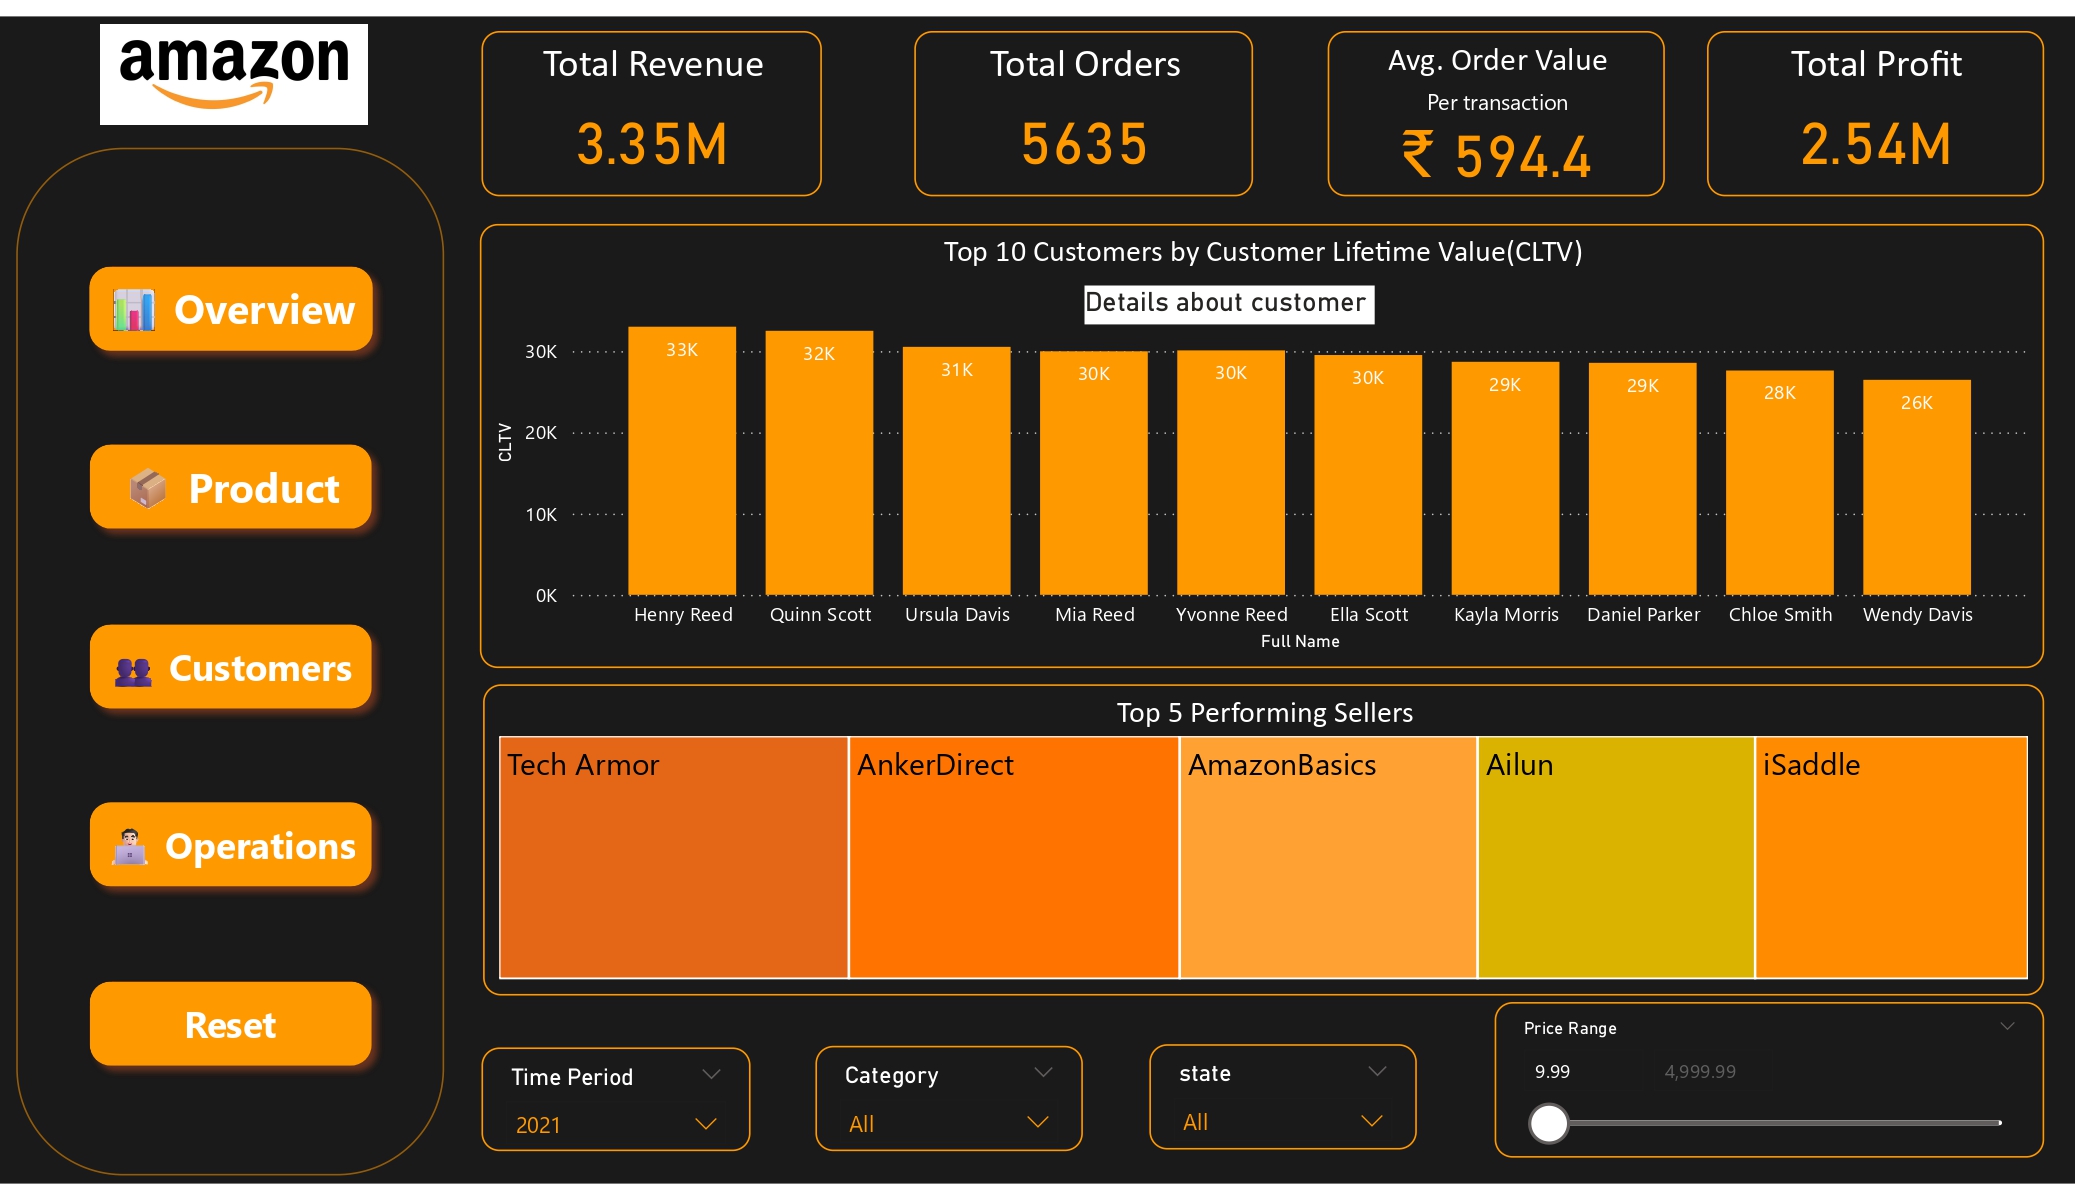 amazon
Total Revenue
3.35M
Total Orders
5635
Avg. Order Value
Per transaction
₹ 594.4
Total Profit
2.54M
Overview
Product
Customers
Operations
Reset
Top 10 Customers by Customer Lifetime Value(CLTV)
Details about customer
CLTV
30K
20K
10K
0K
33K
32K
31K
30K
30K
30K
29K
29K
28K
26K
Henry Reed
Quinn Scott
Ursula Davis
Mia Reed
Yvonne Reed
Ella Scott
Kayla Morris
Daniel Parker
Chloe Smith
Wendy Davis
Full Name
Top 5 Performing Sellers
Tech Armor
AnkerDirect
AmazonBasics
Ailun
iSaddle
Time Period
2021
Category
All
state
All
Price Range
9.99
4,999.99